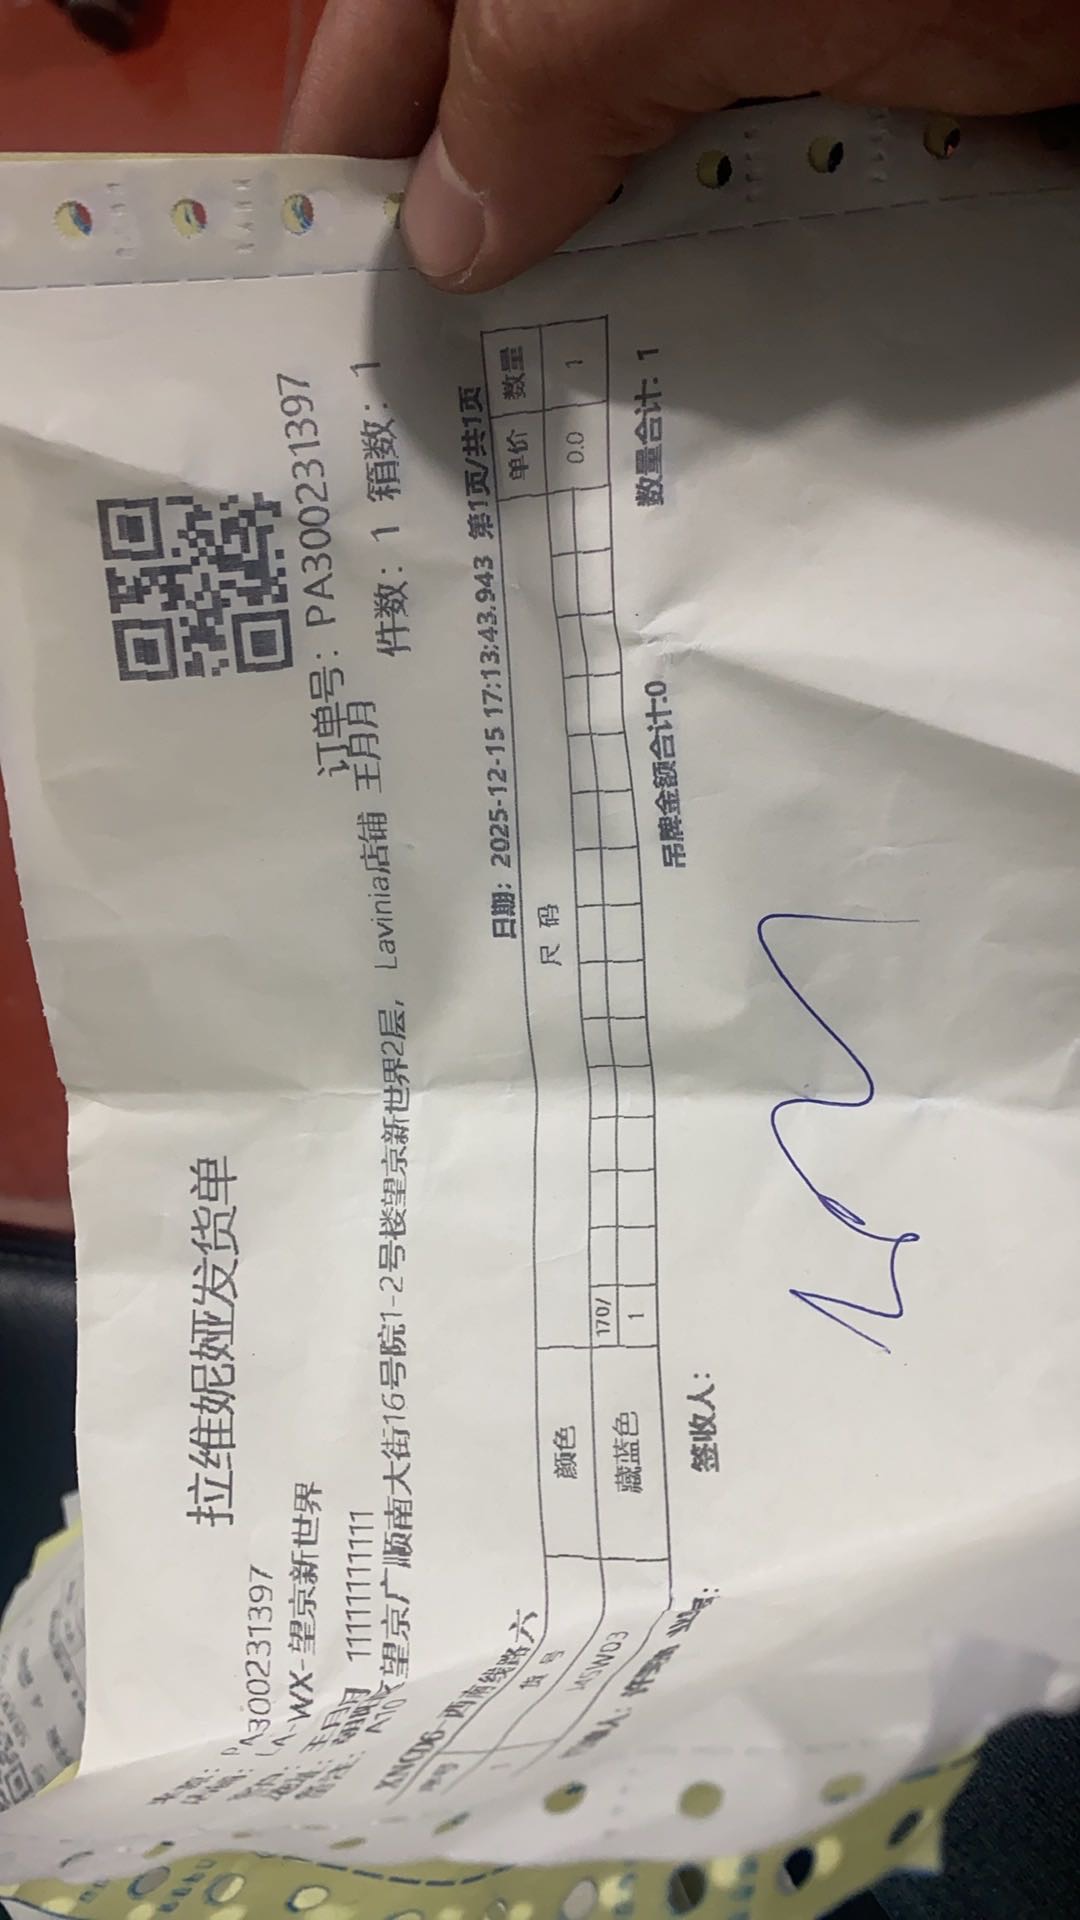 拉维妮娅发货单
PA300231397
订单号：PA300231397
LA-WX-望京新世界
王月月 11111111111
王月月 件数：1 箱数：1
望京广顺南大街16号院1-2号楼望京新世界2层, Lavinia店铺
A10
XNCD6-西南线路六
日期：2025-12-15 17:13:43.943 第1页/共1页
序号 货号 颜色 尺 码 单价 数量
170/
1 J4SW03 藏蓝色 1 0.0 1
吊牌金额合计:0 数量合计: 1
签收人：